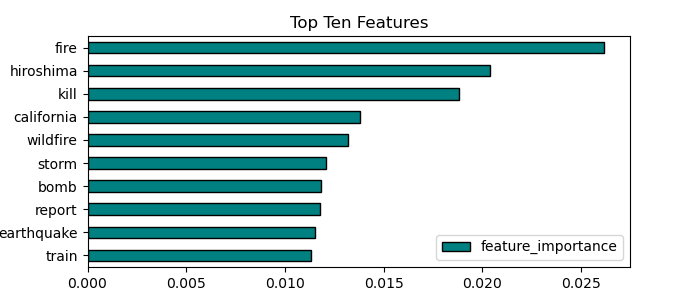 Top Ten Features
fire
hiroshima
kill
california
wildfire
storm
bomb
report
earthquake
train
feature_importance
0.000 0.005 0.010 0.015 0.020 0.025